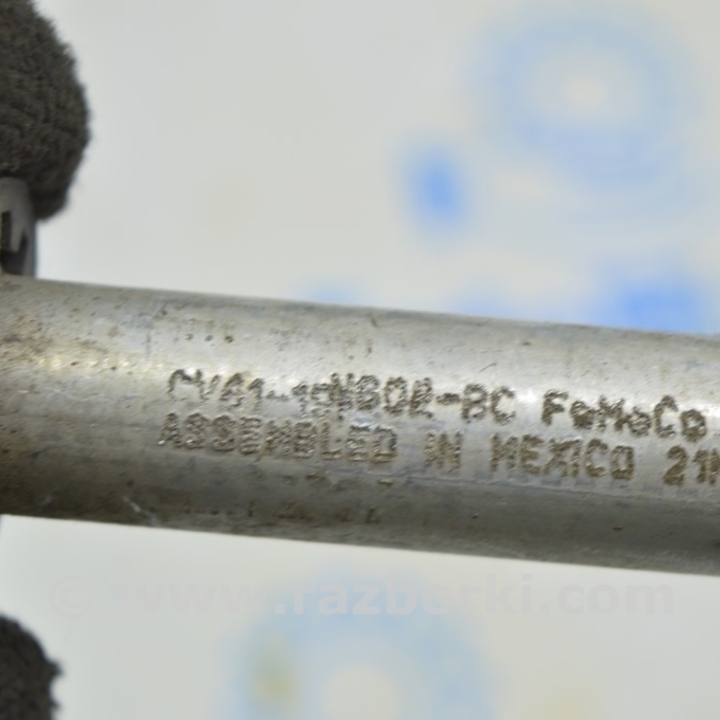 CV61-19N602-BC FoMoCo
ASSEMBLED IN MEXICO
© www.razberki.com